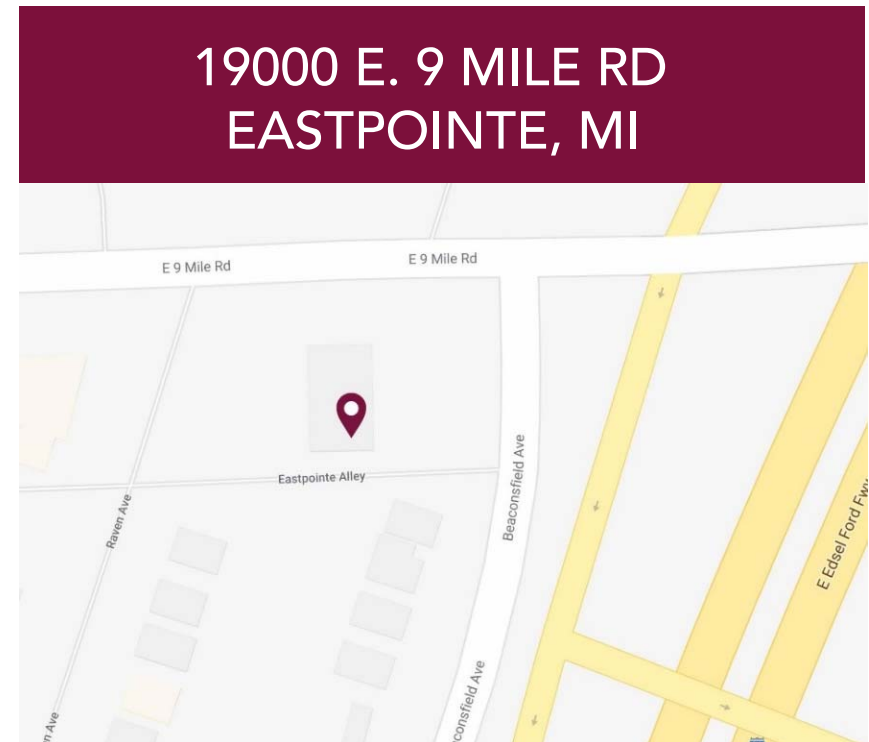 19000 E. 9 MILE RD
EASTPOINTE, MI
E 9 Mile Rd
E 9 Mile Rd
Eastpointe Alley
Beaconsfield Ave
Raven Ave
E Edsel Ford Fwy